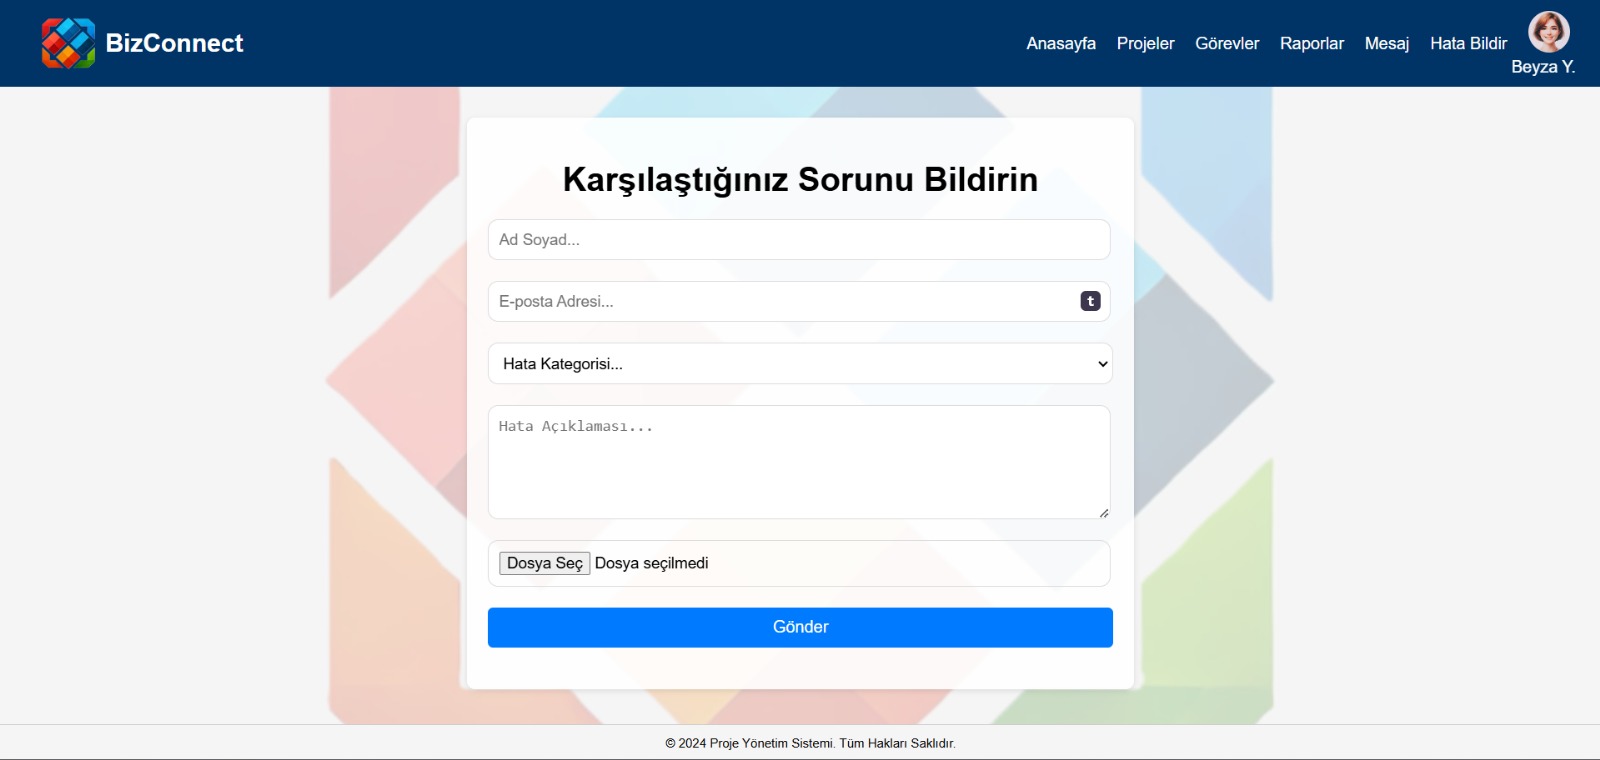 BizConnect
Anasayfa Projeler Görevler Raporlar Mesaj Hata Bildir
Beyza Y.
Karşılaştığınız Sorunu Bildirin
Ad Soyad...
E-posta Adresi...
t
Hata Kategorisi...
Hata Açıklaması...
Dosya Seç Dosya seçilmedi
Gönder
© 2024 Proje Yönetim Sistemi. Tüm Hakları Saklıdır.